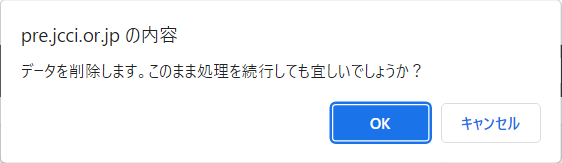 pre.jcci.or.jp の内容
データを削除します。このまま処理を続行しても宜しいでしょうか？
OK
キャンセル